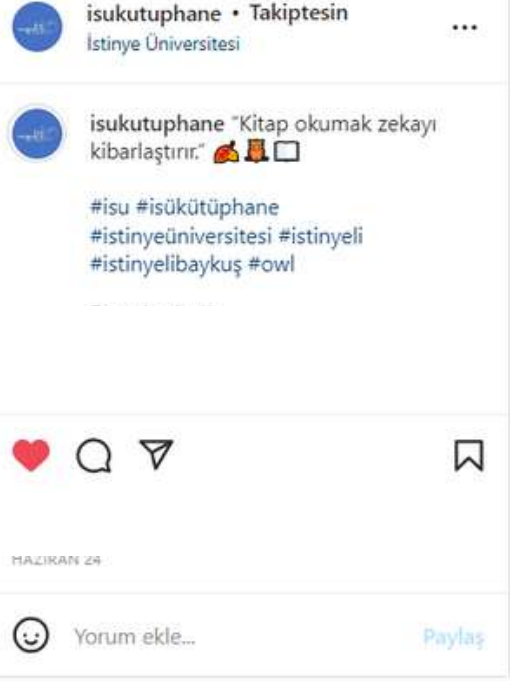 isukutuphane • Takiptesin
İstinye Üniversitesi
isukutuphane "Kitap okumak zekayı
kibarlaştırır."
#isu #isükütüphane
#istinyeüniversitesi #istinyeli
#istinyelibaykuş #owl
HAZİRAN 24
Yorum ekle...
Paylaş